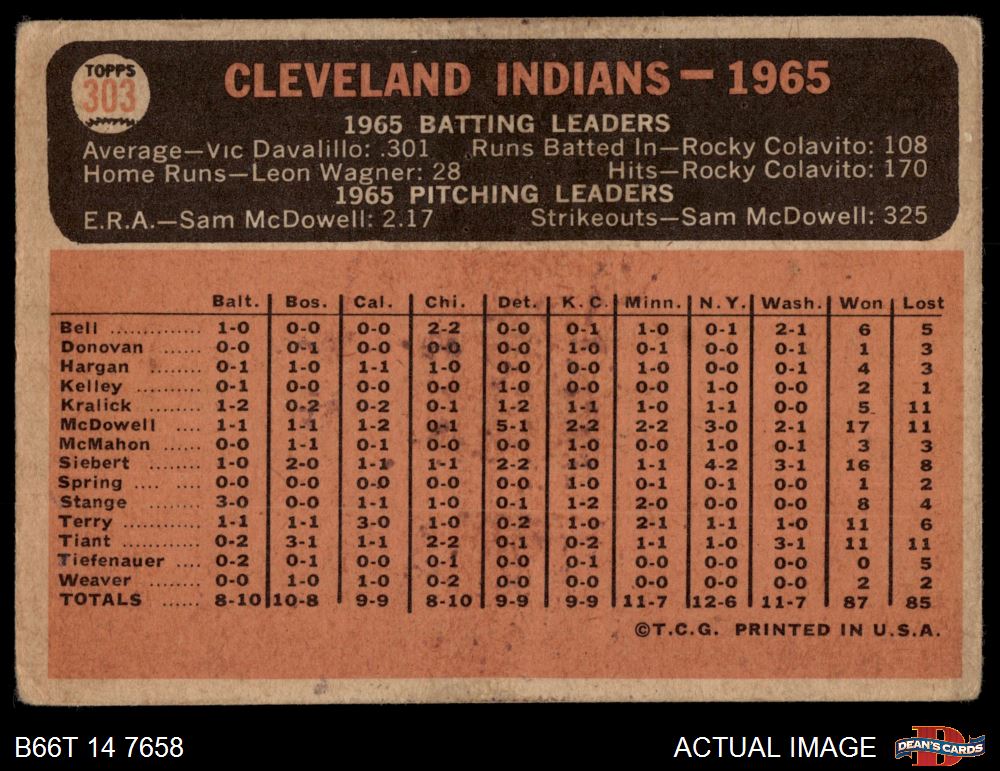 TOPPS
303
CLEVELAND INDIANS — 1965
1965 BATTING LEADERS
Average—Vic Davalillo: .301 Runs Batted In—Rocky Colavito: 108
Home Runs—Leon Wagner: 28 Hits—Rocky Colavito: 170
1965 PITCHING LEADERS
E.R.A.—Sam McDowell: 2.17 Strikeouts—Sam McDowell: 325
Balt. Bos. Cal. Chi. Det. K. C. Minn. N.Y. Wash. Won Lost
Bell ............. 1-0 0-0 0-0 2-2 0-0 0-1 1-0 0-1 2-1 6 5
Donovan ...... 0-0 0-1 0-0 0-0 0-0 1-0 0-1 0-0 0-1 1 3
Hargan ........ 0-1 1-0 1-1 1-0 0-0 0-0 1-0 0-0 0-1 4 3
Kelley .......... 0-1 0-0 0-0 0-0 1-0 0-0 0-0 1-0 0-0 2 1
Kralick ........ 1-2 0-2 0-2 0-1 1-2 1-1 1-0 1-1 0-0 5 11
McDowell .... 1-1 1-1 1-2 0-1 5-1 2-2 2-2 3-0 2-1 17 11
McMahon .... 0-0 1-1 0-1 0-0 0-0 1-0 1-0 0-0 0-1 3 3
Siebert ........ 1-0 2-0 1-1 1-1 2-2 1-0 1-1 4-2 3-1 16 8
Spring .... .... 0-0 0-0 0-0 0-0 0-0 1-0 0-1 0-1 0-0 1 2
Stange ........ 3-0 0-0 1-1 1-0 0-1 1-2 2-0 0-0 0-0 8 4
Terry ............ 1-1 1-1 3-0 1-0 0-2 1-0 2-1 1-1 1-0 11 6
Tiant ............ 0-2 3-1 1-1 2-2 0-1 0-2 1-1 1-0 3-1 11 11
Tiefenauer .... 0-2 0-1 0-0 0-1 0-0 0-1 0-0 0-0 0-0 0 5
Weaver ........ 0-0 1-0 1-0 0-2 0-0 0-0 0-0 0-0 0-0 2 2
TOTALS ...... 8-10 10-8 9-9 8-10 9-9 9-9 11-7 12-6 11-7 87 85
©T.C.G. PRINTED IN U.S.A.
B66T 14 7658 ACTUAL IMAGE
D
DEAN'S CARDS